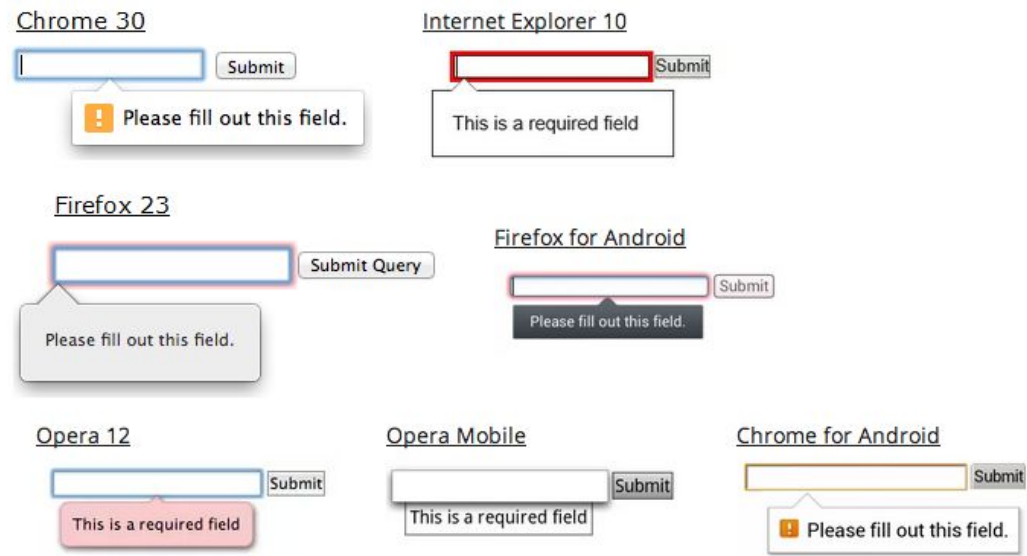 Chrome 30
Submit
Please fill out this field.
Internet Explorer 10
Submit
This is a required field
Firefox 23
Submit Query
Please fill out this field.
Firefox for Android
Submit
Please fill out this field.
Opera 12
Submit
This is a required field
Opera Mobile
Submit
This is a required field
Chrome for Android
Submit
Please fill out this field.